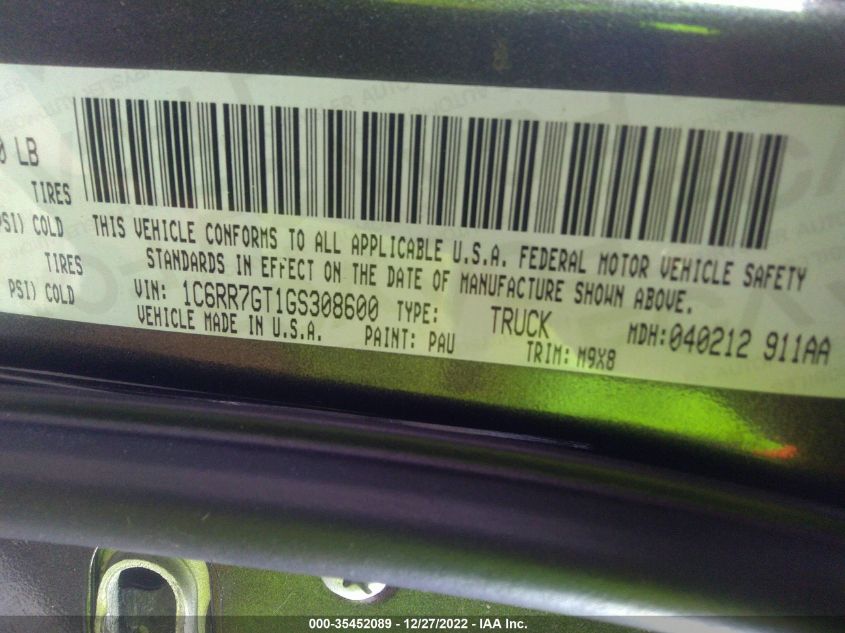 0 LB
TIRES
PSI) COLD
THIS VEHICLE CONFORMS TO ALL APPLICABLE U.S.A. FEDERAL MOTOR VEHICLE SAFETY
TIRES
STANDARDS IN EFFECT ON THE DATE OF MANUFACTURE SHOWN ABOVE.
PSI) COLD
VIN: 1C6RR7GT1GS308600 TYPE: TRUCK MDH:040212 911AA
VEHICLE MADE IN U.S.A. PAINT: PAU TRIM: M9X8
000-35452089 - 12/27/2022 - IAA Inc.